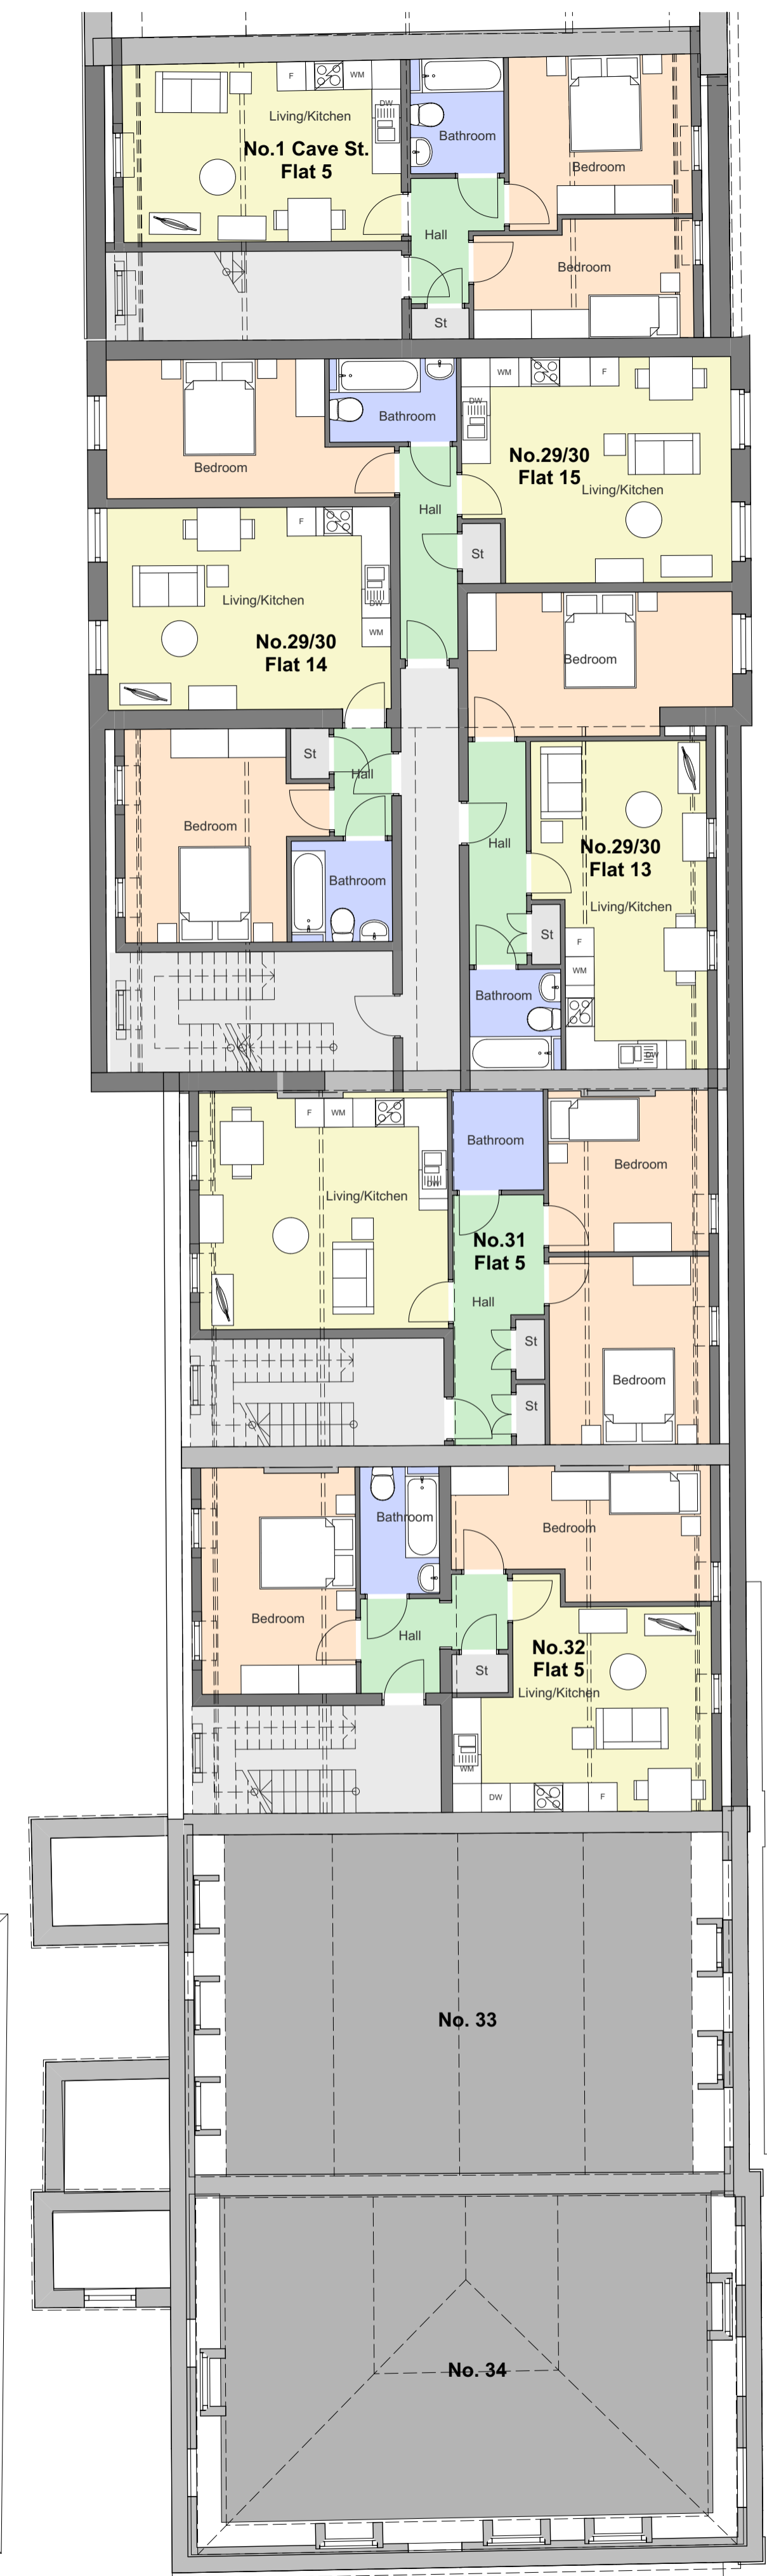 F
WM
DW
Living/Kitchen
No.1 Cave St.
Flat 5
Bathroom
Bedroom
Hall
Bedroom
St
Bedroom
Bathroom
WM
F
DW
No.29/30
Flat 15
Living/Kitchen
Hall
St
F
Living/Kitchen
DW
WM
No.29/30
Flat 14
Bedroom
St
Hall
Bedroom
Bathroom
Hall
No.29/30
Flat 13
Living/Kitchen
St
F
WM
Bathroom
DW
F
WM
DW
Living/Kitchen
Bathroom
Bedroom
No.31
Flat 5
Hall
St
Bedroom
St
Bathroom
Bedroom
Bedroom
Hall
No.32
Flat 5
St
Living/Kitchen
WM
DW
F
No. 33
No. 34